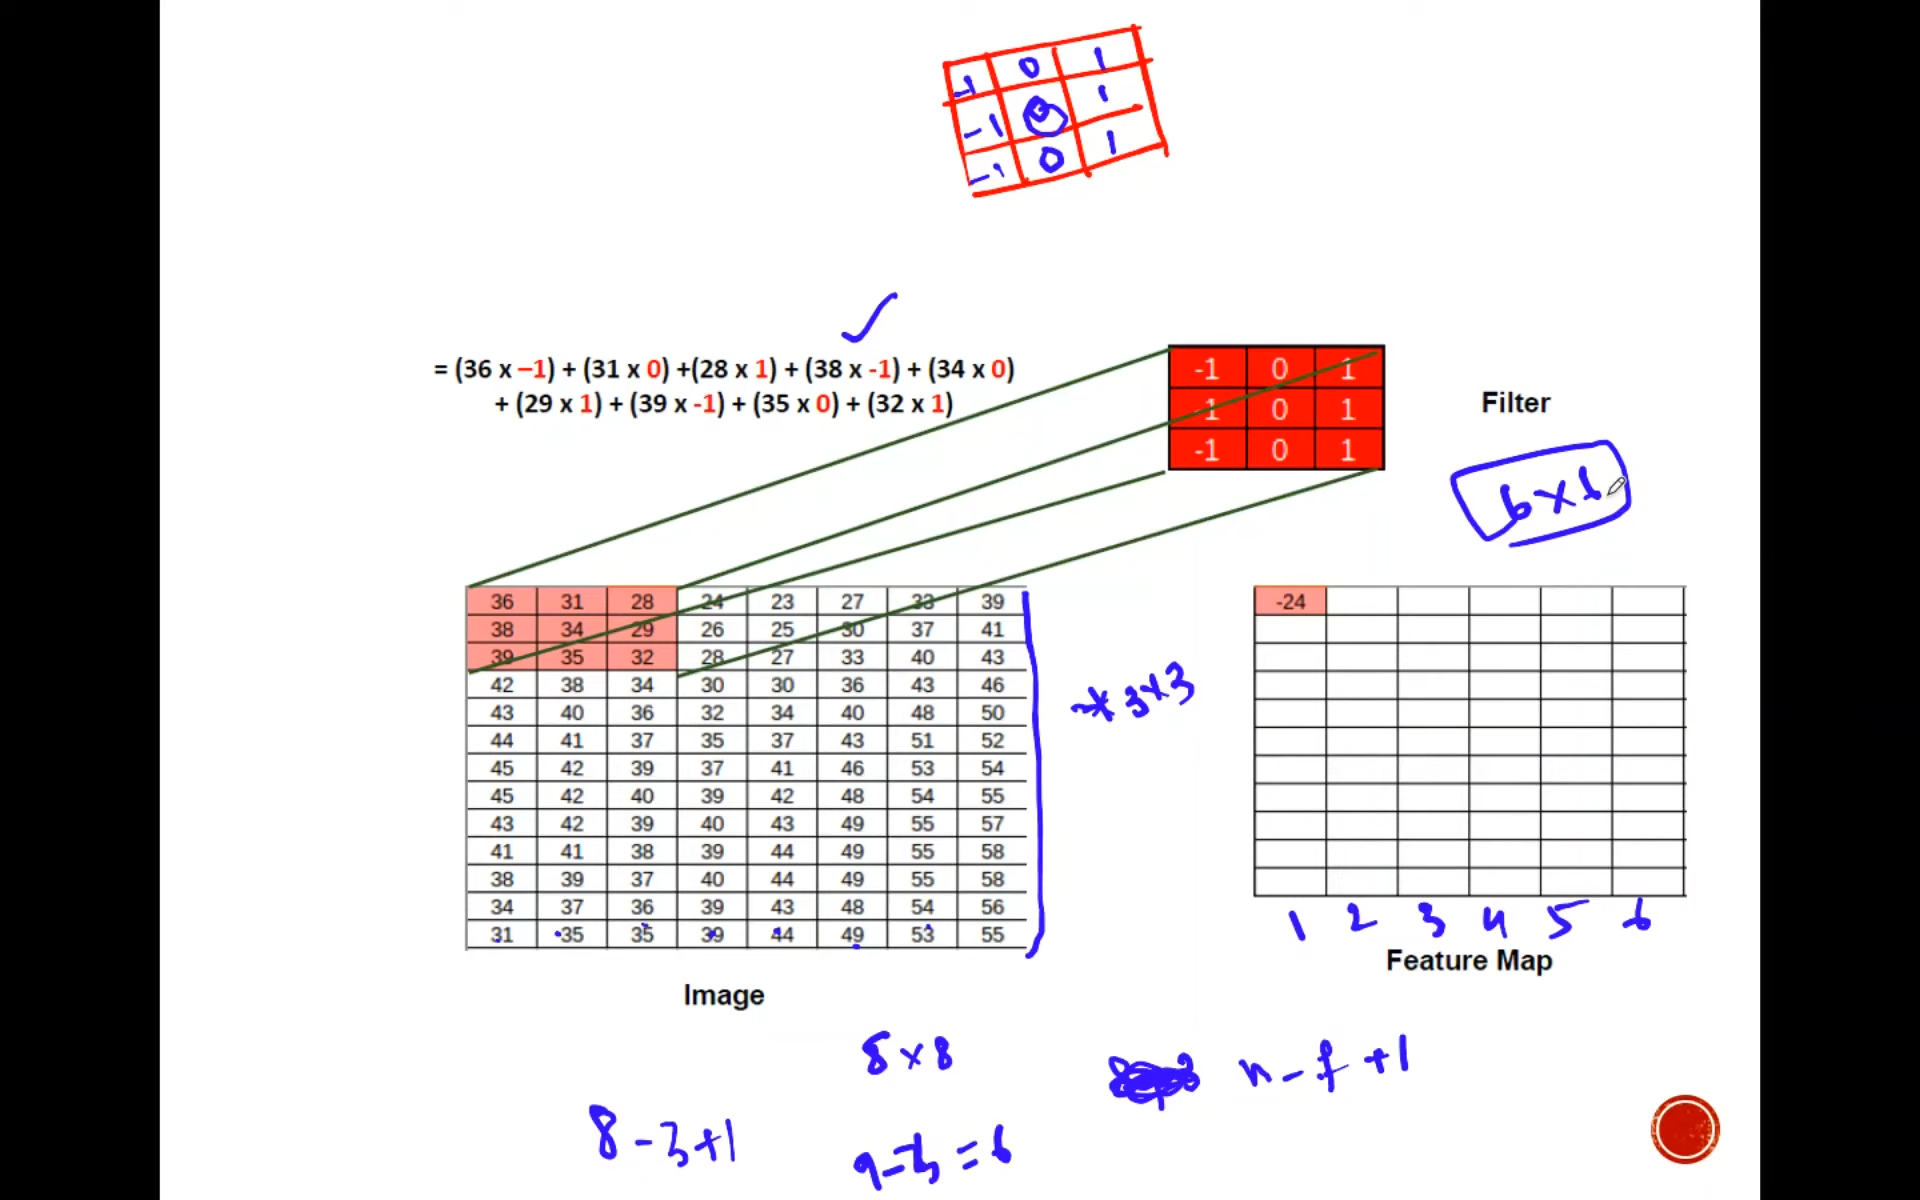 -1 0 1
-1 0 1
-1 0 1
= (36 x –1) + (31 x 0) +(28 x 1) + (38 x -1) + (34 x 0)
+ (29 x 1) + (39 x -1) + (35 x 0) + (32 x 1)
-1 0 1
-1 0 1
-1 0 1
Filter
6x6
36 31 28 24 23 27 33 39
38 34 29 26 25 30 37 41
39 35 32 28 27 33 40 43
42 38 34 30 30 36 43 46
43 40 36 32 34 40 48 50
44 41 37 35 37 43 51 52
45 42 39 37 41 46 53 54
45 42 40 39 42 48 54 55
43 42 39 40 43 49 55 57
41 41 38 39 44 49 55 58
38 39 37 40 44 49 55 58
34 37 36 39 43 48 54 56
31 35 35 39 44 49 53 55
* 3x3
-24
1 2 3 4 5 6
Feature Map
Image
8x8
n-f+1
8-3+1
9-3=6